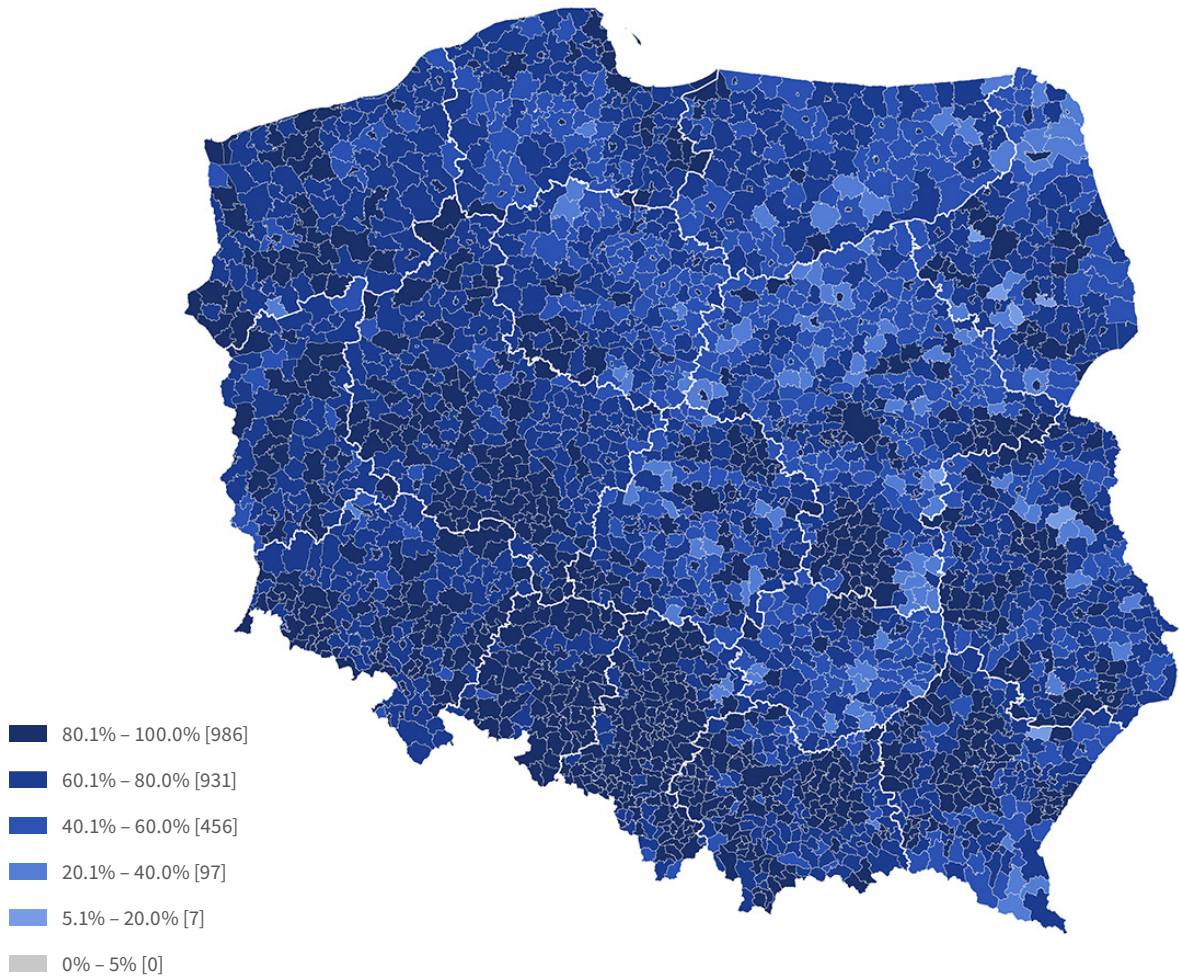 80.1% – 100.0% [986]
60.1% – 80.0% [931]
40.1% – 60.0% [456]
20.1% – 40.0% [97]
5.1% – 20.0% [7]
0% – 5% [0]